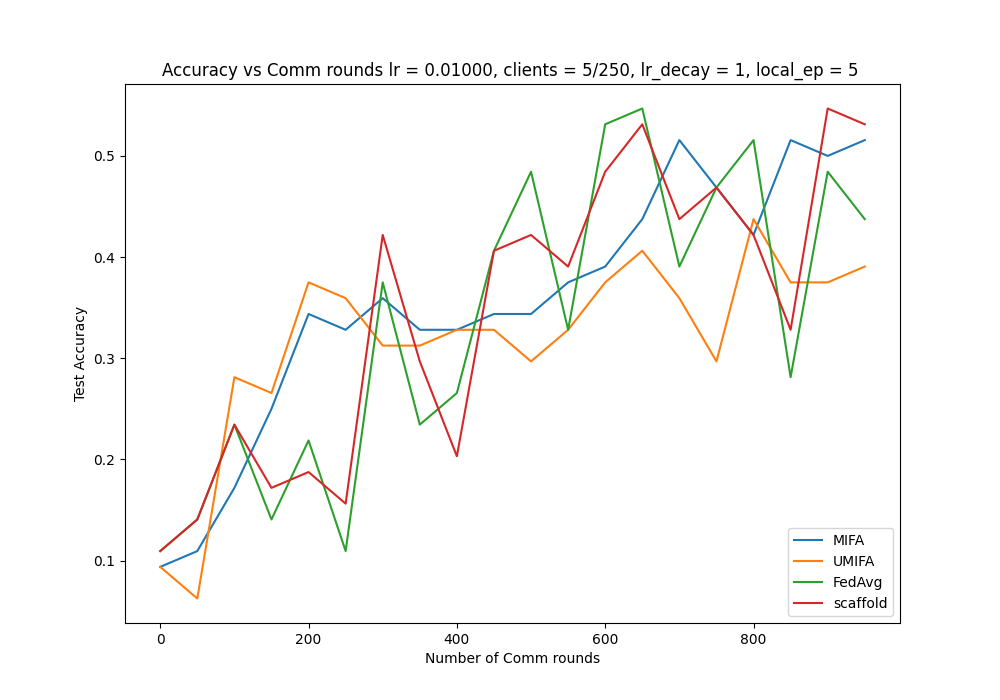 Accuracy vs Comm rounds lr = 0.01000, clients = 5/250, lr_decay = 1, local_ep = 5
Test Accuracy
0.5
0.4
0.3
0.2
0.1
MIFA
UMIFA
FedAvg
scaffold
0 200 400 600 800
Number of Comm rounds